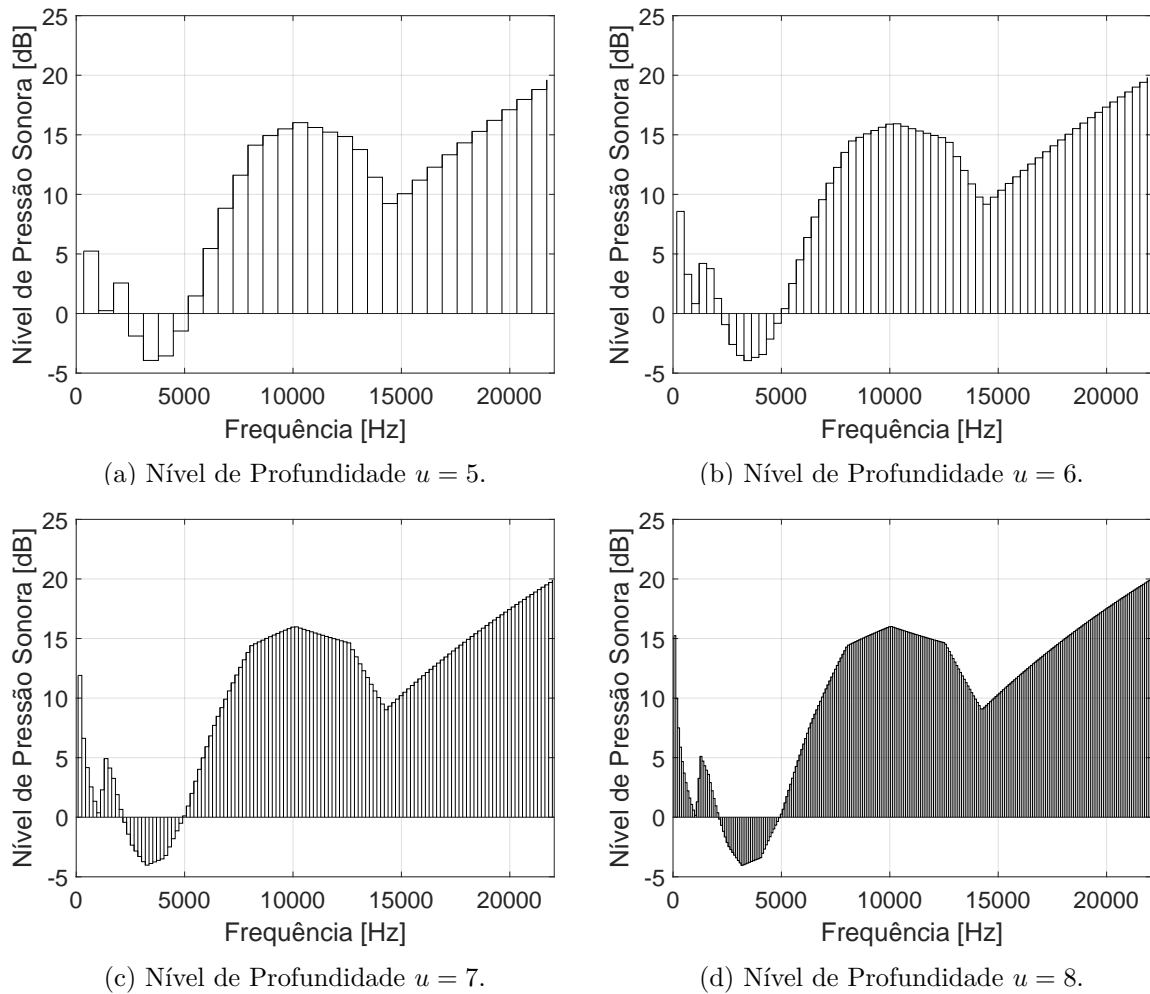 25
20
15
10
5
0
-5
Nível de Pressão Sonora [dB]
0 5000 10000 15000 20000
Frequência [Hz]
(a) Nível de Profundidade u = 5.
25
20
15
10
5
0
-5
Nível de Pressão Sonora [dB]
0 5000 10000 15000 20000
Frequência [Hz]
(b) Nível de Profundidade u = 6.
25
20
15
10
5
0
-5
Nível de Pressão Sonora [dB]
0 5000 10000 15000 20000
Frequência [Hz]
(c) Nível de Profundidade u = 7.
25
20
15
10
5
0
-5
Nível de Pressão Sonora [dB]
0 5000 10000 15000 20000
Frequência [Hz]
(d) Nível de Profundidade u = 8.